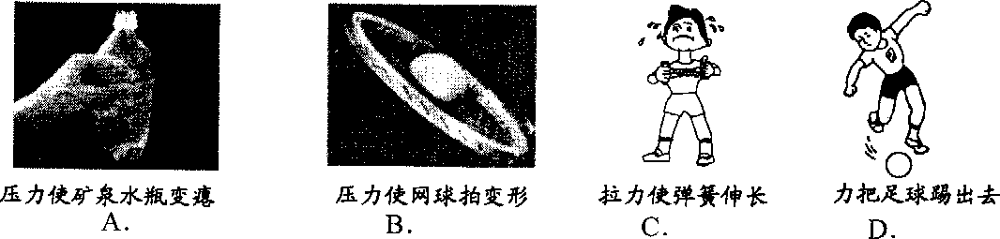 压力使矿泉水瓶变瘪
压力使网球拍变形
拉力使弹簧伸长
力把足球踢出去
A.
B.
C.
D.